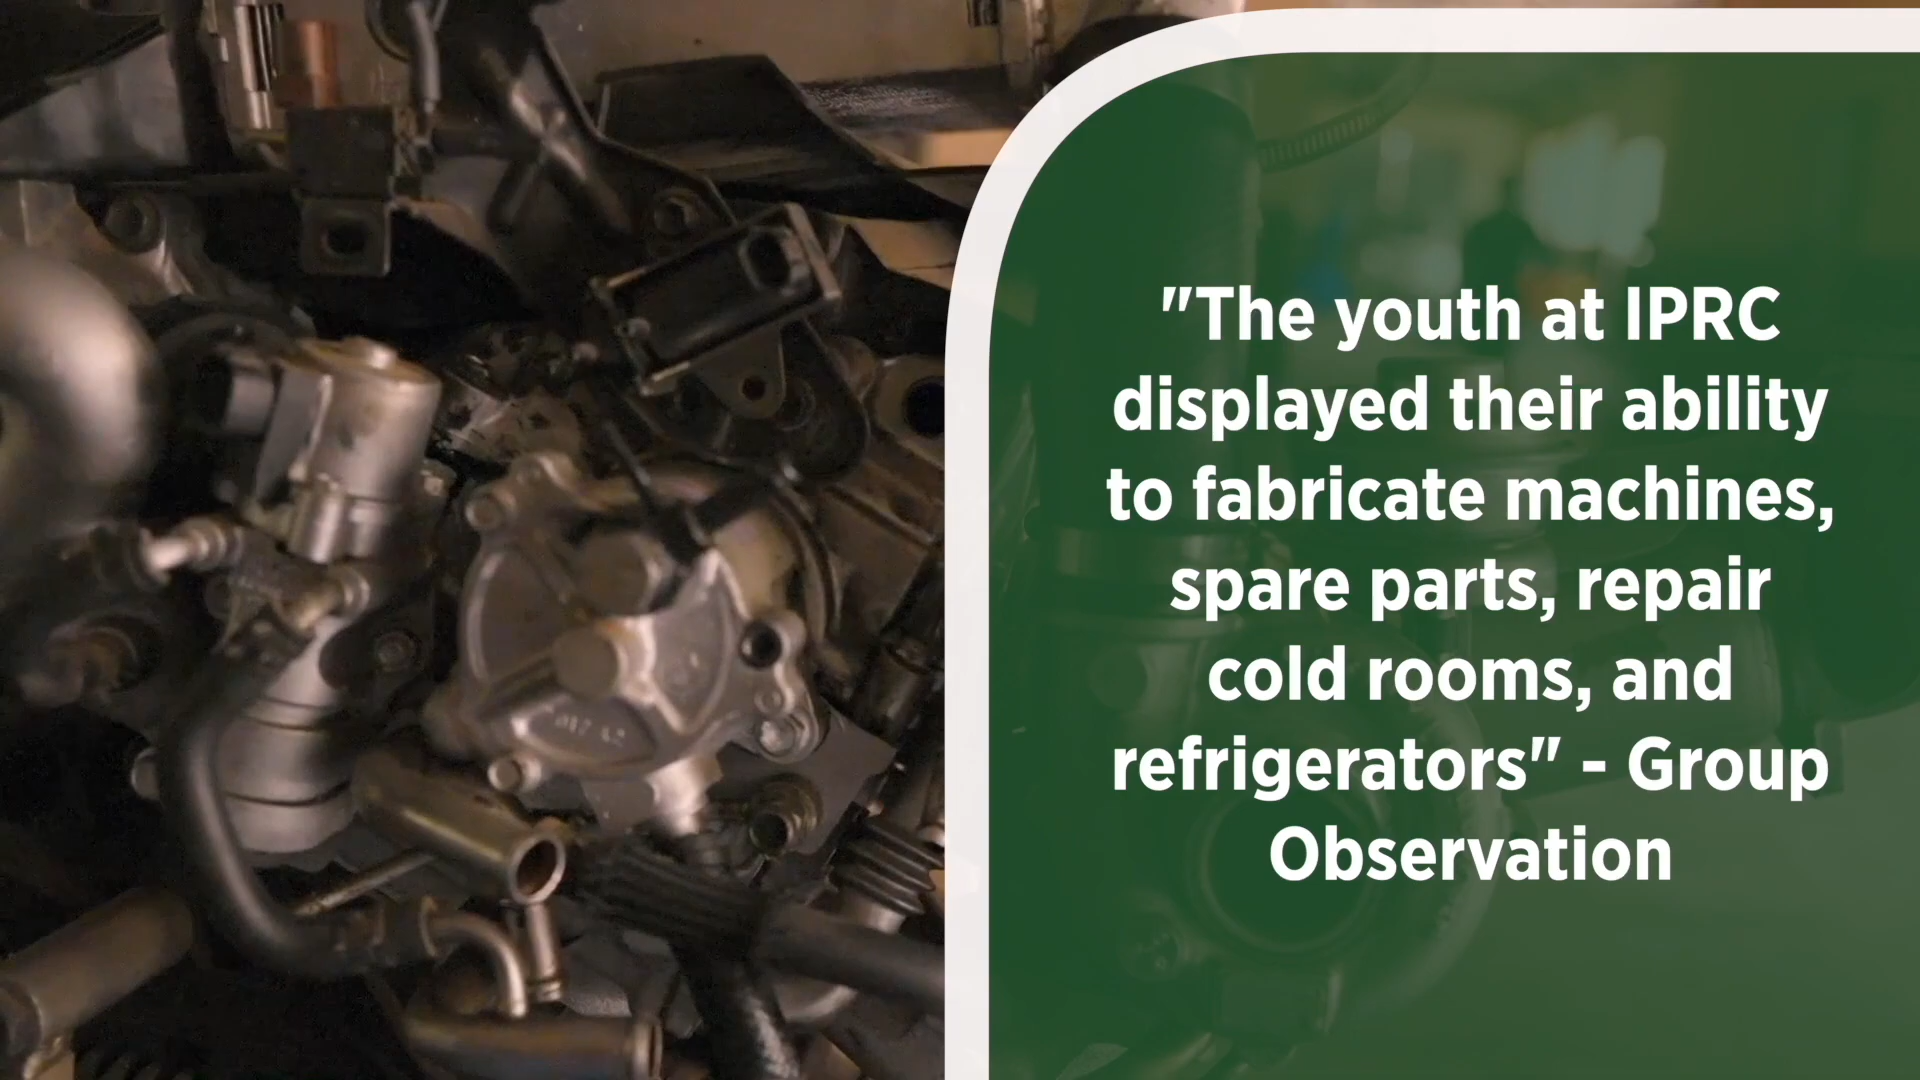 "The youth at IPRC
displayed their ability
to fabricate machines,
spare parts, repair
cold rooms, and
refrigerators" - Group
Observation